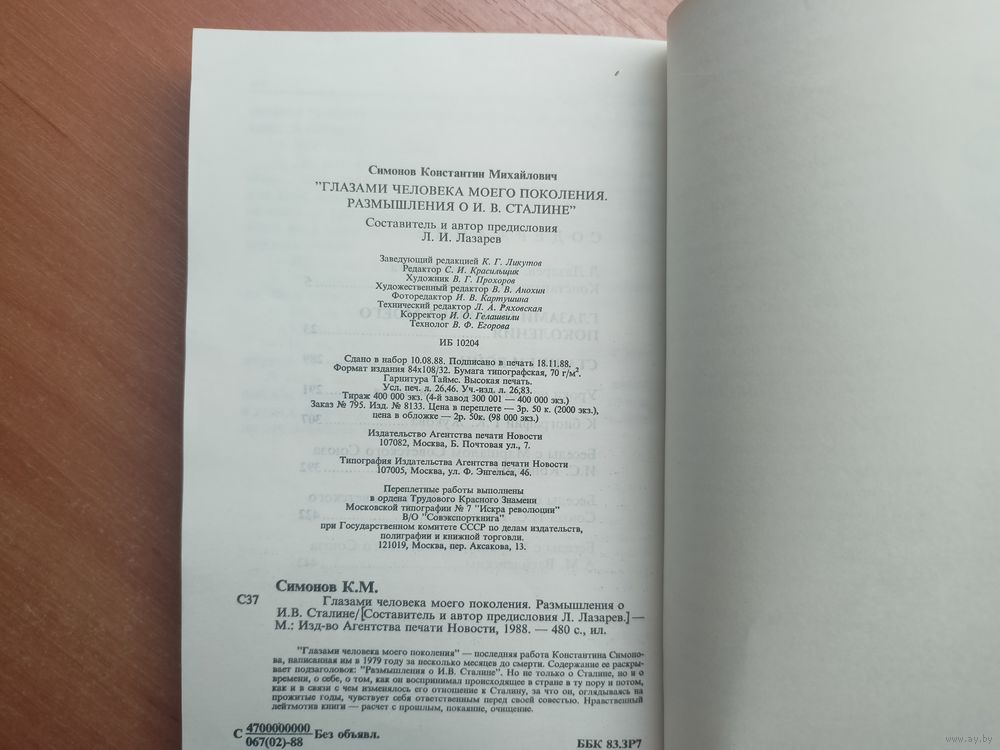 Симонов Константин Михайлович
"ГЛАЗАМИ ЧЕЛОВЕКА МОЕГО ПОКОЛЕНИЯ.
РАЗМЫШЛЕНИЯ О И. В. СТАЛИНЕ"
Составитель и автор предисловия
Л. И. Лазарев
Заведующий редакцией К. Г. Ликутов
Редактор С. И. Красильщик
Художник В. Г. Прохоров
Художественный редактор В. В. Анохин
Фоторедактор И. В. Картушина
Технический редактор Л. А. Ряховская
Корректор И. О. Гелашвили
Технолог В. Ф. Егорова
ИБ 10204
Сдано в набор 10.08.88. Подписано в печать 18.11.88.
Формат издания 84х108/32. Бумага типографская, 70 г/м².
Гарнитура Таймс. Высокая печать.
Усл. печ. л. 26,46. Уч.-изд. л. 26,83.
Тираж 400 000 экз. (4-й завод 300 001 — 400 000 экз.)
Заказ № 795. Изд. № 8133. Цена в переплете — 3р. 50 к. (2000 экз.),
цена в обложке — 2р. 50к. (98 000 экз.)
Издательство Агентства печати Новости
107082, Москва, Б. Почтовая ул., 7.
Типография Издательства Агентства печати Новости
107005, Москва, ул. Ф. Энгельса, 46.
Переплетные работы выполнены
в ордена Трудового Красного Знамени
Московской типографии № 7 "Искра революции"
В/О "Совэкспорткнига"
при Государственном комитете СССР по делам издательств,
полиграфии и книжной торговли.
121019, Москва, пер. Аксакова, 13.
Симонов К.М.
С37 Глазами человека моего поколения. Размышления о
И.В. Сталине/[Составитель и автор предисловия Л. Лазарев.]—
М.: Изд-во Агентства печати Новости, 1988. — 480 с., ил.
"Глазами человека моего поколения" — последняя работа Константина Симоно-
ва, написанная им в 1979 году за несколько месяцев до смерти. Содержание ее раскры-
вает подзаголовок: "Размышления о И.В. Сталине". Но не только о Сталине, но и о
времени, о себе, о том, как он воспринимал происходящее в стране в ту пору и потом,
как и в связи с чем изменялось его отношение к Сталину, за что он, оглядываясь на
прожитые годы, чувствует себя ответственным перед своей совестью. Нравственный
лейтмотив книги — расчет с прошлым, покаяние, очищение.
С 4700000000 Без объявл.
067(02)-88
ББК 83.3Р7
www.ay.by